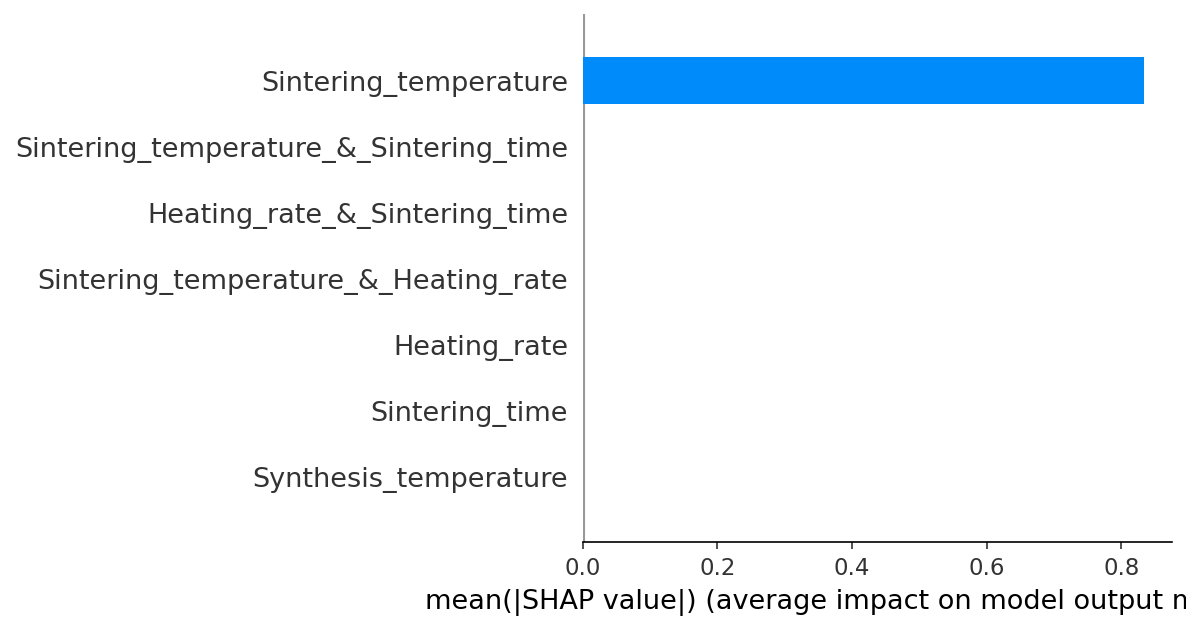 Sintering_temperature
Sintering_temperature_&_Sintering_time
Heating_rate_&_Sintering_time
Sintering_temperature_&_Heating_rate
Heating_rate
Sintering_time
Synthesis_temperature
0.0 0.2 0.4 0.6 0.8
mean(|SHAP value|) (average impact on model output